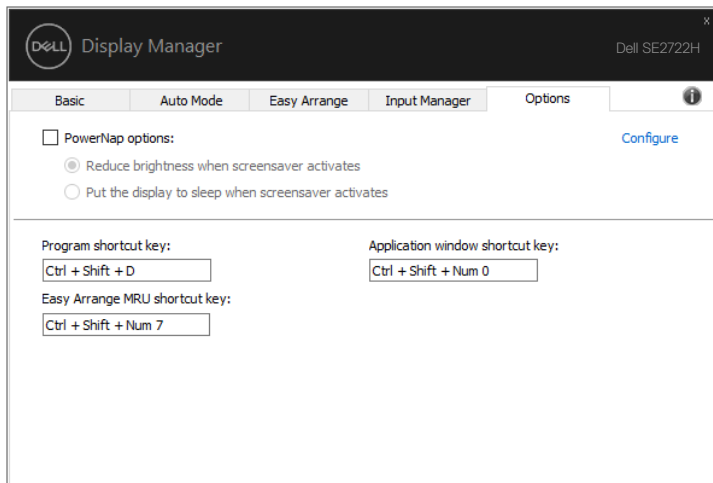 x
DELL Display Manager
Dell SE2722H
Basic Auto Mode Easy Arrange Input Manager Options i
PowerNap options: Configure
Reduce brightness when screensaver activates
Put the display to sleep when screensaver activates
Program shortcut key: Application window shortcut key:
Ctrl + Shift + D Ctrl + Shift + Num 0
Easy Arrange MRU shortcut key:
Ctrl + Shift + Num 7